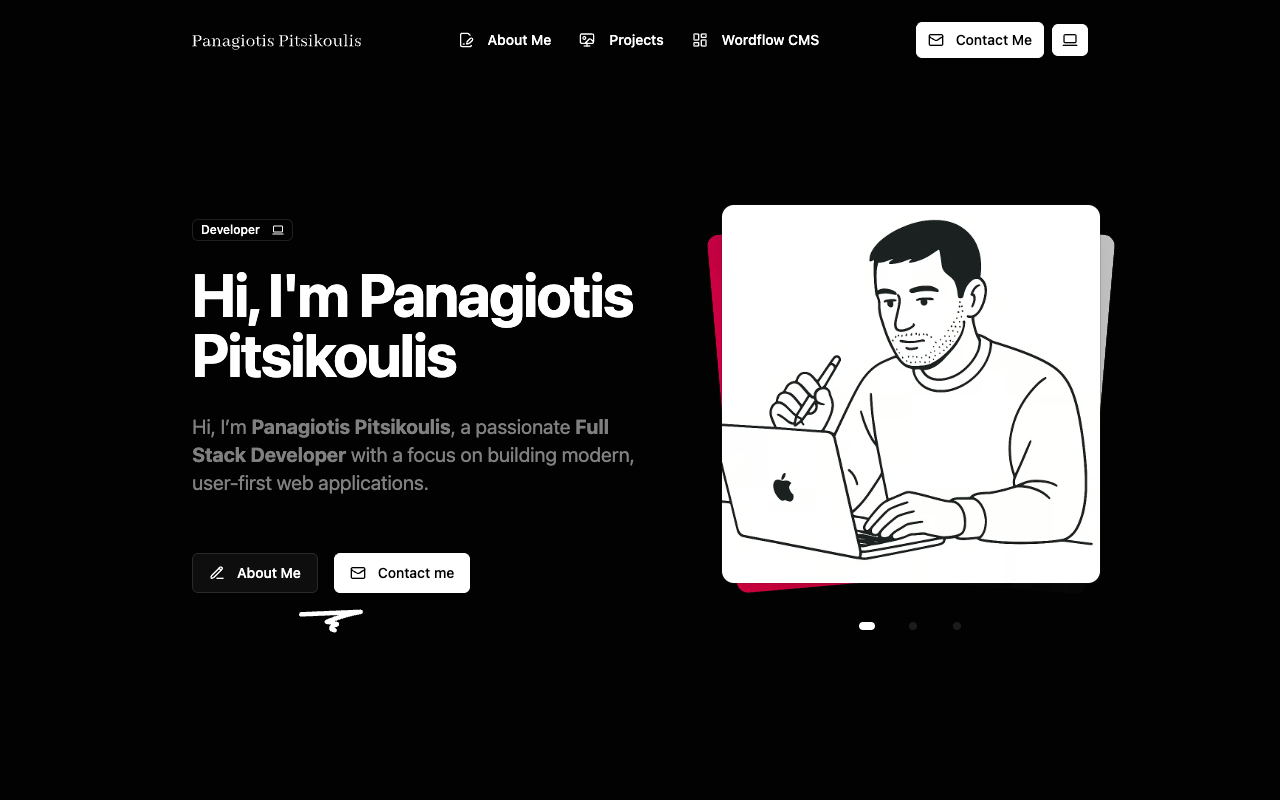 Panagiotis Pitsikoulis
About Me
Projects
Wordflow CMS
Contact Me
Developer
Hi, I'm Panagiotis
Pitsikoulis
Hi, I’m Panagiotis Pitsikoulis, a passionate Full
Stack Developer with a focus on building modern,
user-first web applications.
About Me
Contact me